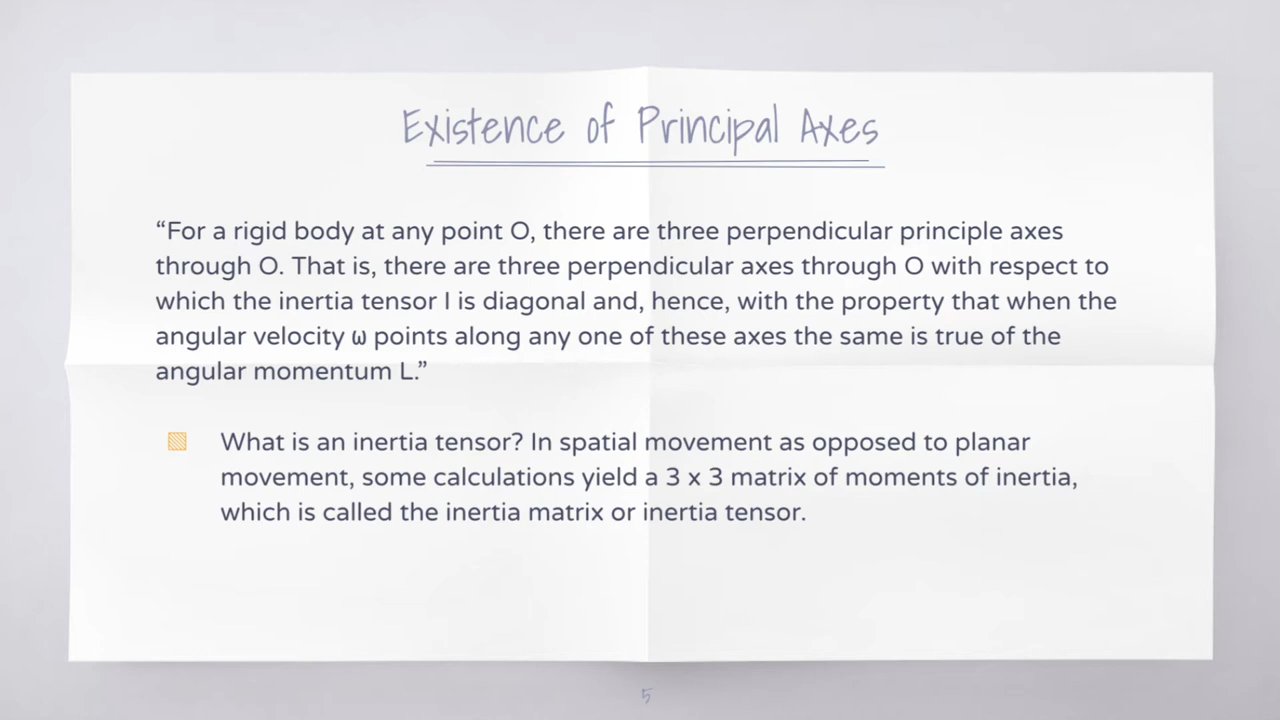 Existence of Principal Axes
“For a rigid body at any point O, there are three perpendicular principle axes
through O. That is, there are three perpendicular axes through O with respect to
which the inertia tensor I is diagonal and, hence, with the property that when the
angular velocity ω points along any one of these axes the same is true of the
angular momentum L.”
What is an inertia tensor? In spatial movement as opposed to planar
movement, some calculations yield a 3 x 3 matrix of moments of inertia,
which is called the inertia matrix or inertia tensor.
5